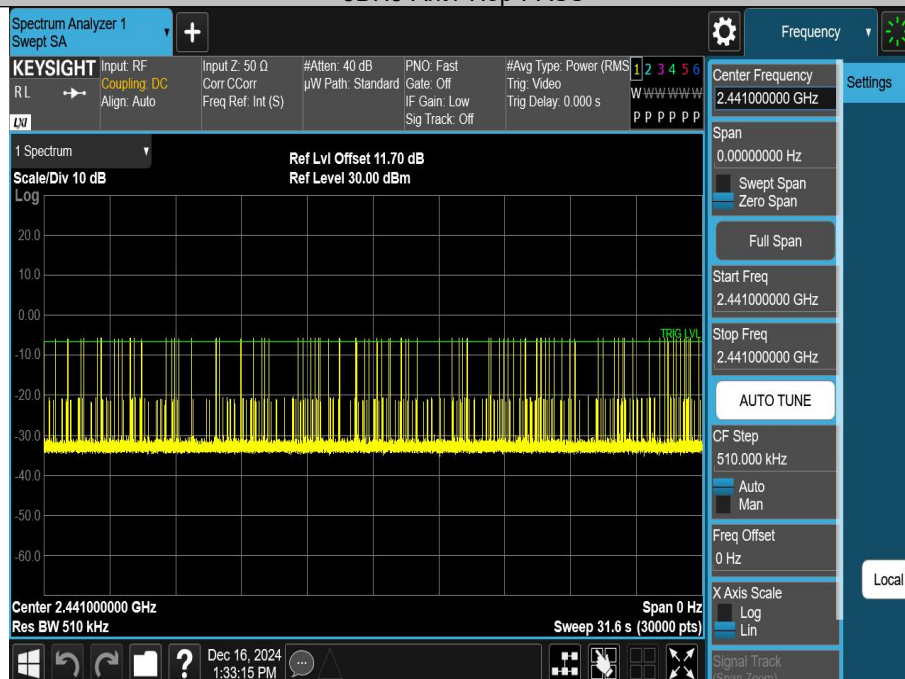 Spectrum Analyzer 1
Swept SA
+
Frequency
KEYSIGHT
RL
LXI
Input: RF
Coupling: DC
Align: Auto
Input Z: 50 Ω
Corr CCorr
Freq Ref: Int (S)
#Atten: 40 dB
µW Path: Standard
PNO: Fast
Gate: Off
IF Gain: Low
Sig Track: Off
#Avg Type: Power (RMS
Trig: Video
Trig Delay: 0.000 s
1 2 3 4 5 6
W W W W W W
P P P P P P
1 Spectrum
Scale/Div 10 dB
Ref Lvl Offset 11.70 dB
Ref Level 30.00 dBm
Log
20.0
10.0
0.00
TRIG LVL
-10.0
-20.0
-30.0
-40.0
-50.0
-60.0
Center 2.441000000 GHz
Res BW 510 kHz
Span 0 Hz
Sweep 31.6 s (30000 pts)
Center Frequency
2.441000000 GHz
Settings
Span
0.00000000 Hz
Swept Span
Zero Span
Full Span
Start Freq
2.441000000 GHz
Stop Freq
2.441000000 GHz
AUTO TUNE
CF Step
510.000 kHz
Auto
Man
Freq Offset
0 Hz
X Axis Scale
Log
Lin
Signal Track
(Span Zoom)
Local
?
Dec 16, 2024
1:33:15 PM